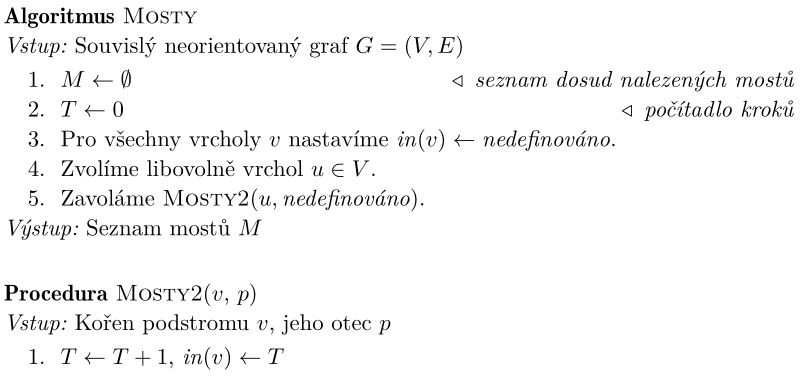 Algoritmus Mosty
Vstup: Souvislý neorientovaný graf G = (V, E)
1. M ← ∅ ◁ seznam dosud nalezených mostů
2. T ← 0 ◁ počítadlo kroků
3. Pro všechny vrcholy v nastavíme in(v) ← nedefinováno.
4. Zvolíme libovolně vrchol u ∈ V.
5. Zavoláme Mosty2(u, nedefinováno).
Výstup: Seznam mostů M
Procedura Mosty2(v, p)
Vstup: Kořen podstromu v, jeho otec p
1. T ← T + 1, in(v) ← T